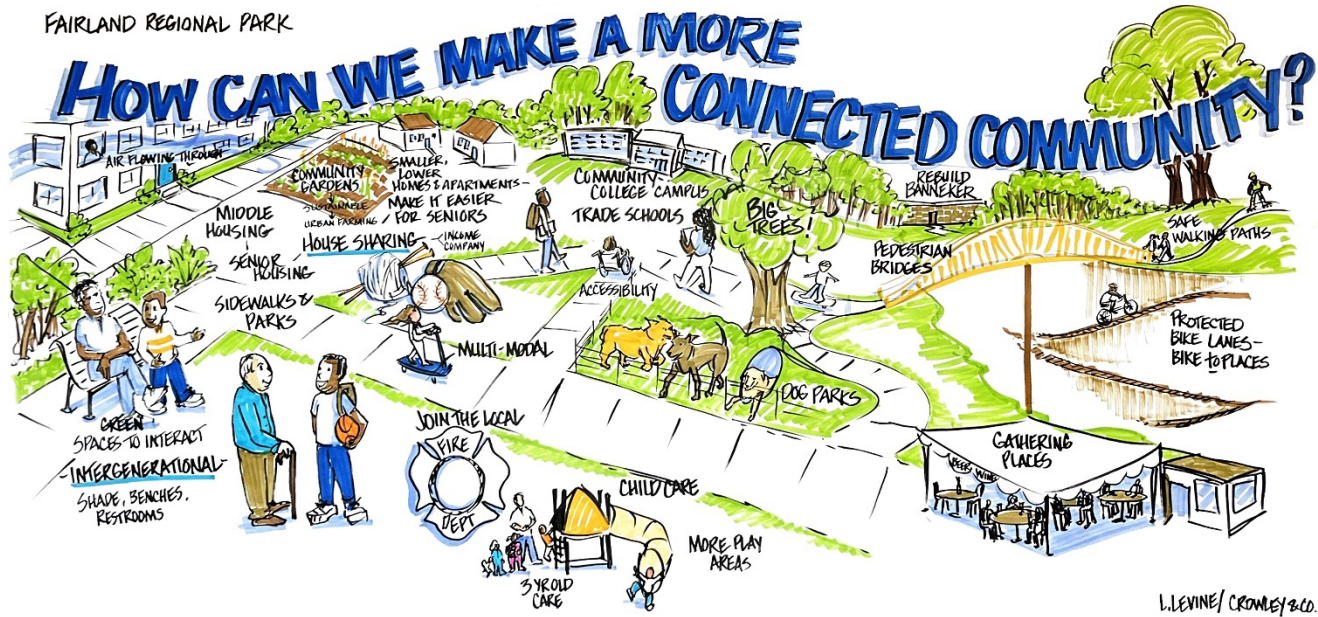 FAIRLAND REGIONAL PARK
HOW CAN WE MAKE A MORE
CONNECTED COMMUNITY?
AIR FLOWING THROUGH
COMMUNITY
GARDENS
SUSTAINABLE
URBAN FARMING
SMALLER,
LOWER
HOMES & APARTMENTS-
MAKE IT EASIER
FOR SENIORS
MIDDLE
HOUSING
SENIOR
HOUSING
HOUSE SHARING
INCOME
COMPANY
SIDEWALKS &
PARKS
MULTI-MODAL
COMMUNITY
COLLEGE CAMPUS
TRADE SCHOOLS
ACCESSIBILITY
BIG
TREES!
REBUILD
BANNEKER
PEDESTRIAN
BRIDGES
SAFE
WALKING PATHS
PROTECTED
BIKE LANES-
BIKE TO PLACES
DOG PARKS
GREEN
SPACES TO INTERACT
-INTERGENERATIONAL-
SHADE, BENCHES,
RESTROOMS
JOIN THE LOCAL
FIRE
DEPT
CHILD CARE
3 YR OLD
CARE
MORE PLAY
AREAS
GATHERING
PLACES
BEER WINE
L.LEVINE/ CROWLEY & CO.